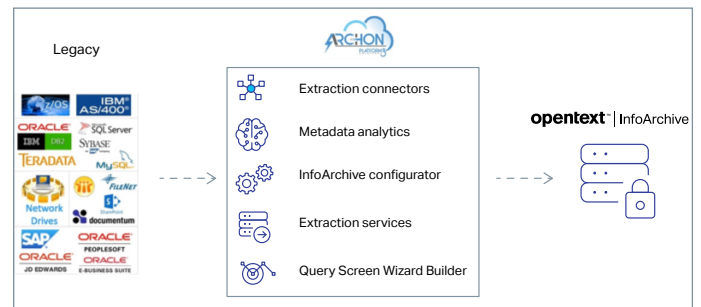 Legacy
z/OS
IBM®
AS/400®
ORACLE
SQL Server
IBM
DB2
SYBASE
TERADATA
MySQL
Network
Drives
FILENET
SharePoint
documentum
SAP
ORACLE
PEOPLESOFT
ORACLE
JD EDWARDS
ORACLE
E-BUSINESS SUITE
ARCHON
PLATFORM
Extraction connectors
Metadata analytics
InfoArchive configurator
Extraction services
Query Screen Wizard Builder
opentext™ | InfoArchive